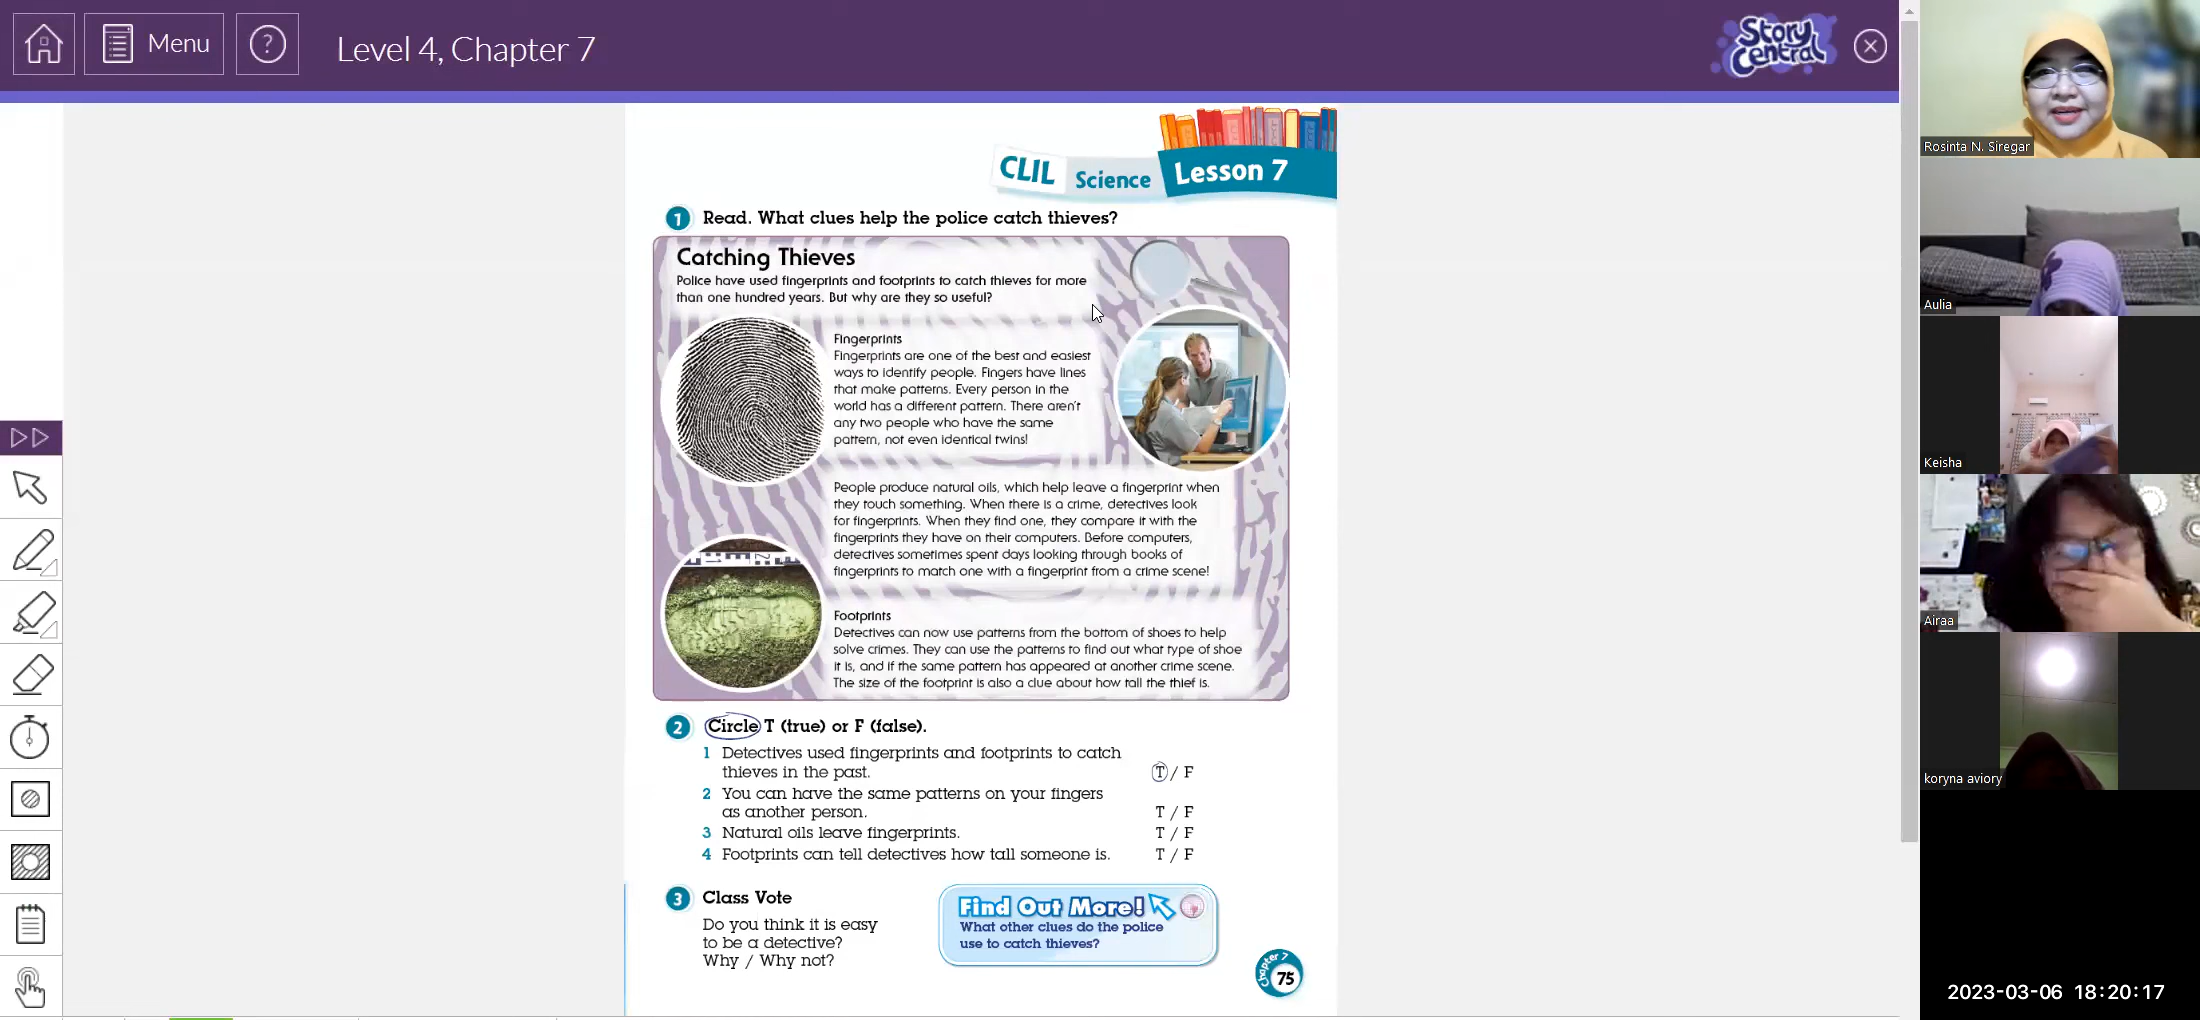 Menu
?
Level 4, Chapter 7
Story
Central
CLIL Science Lesson 7
1 Read. What clues help the police catch thieves?
Catching Thieves
Police have used fingerprints and footprints to catch thieves for more
than one hundred years. But why are they so useful?
Fingerprints
Fingerprints are one of the best and easiest
ways to identify people. Fingers have lines
that make patterns. Every person in the
world has a different pattern. There aren't
any two people who have the same
pattern, not even identical twins!
People produce natural oils, which help leave a fingerprint when
they touch something. When there is a crime, detectives look
for fingerprints. When they find one, they compare it with the
fingerprints they have on their computers. Before computers,
detectives sometimes spent days looking through books of
fingerprints to match one with a fingerprint from a crime scene!
Footprints
Detectives can now use patterns from the bottom of shoes to help
solve crimes. They can use the patterns to find out what type of shoe
it is, and if the same pattern has appeared at another crime scene.
The size of the footprint is also a clue about how tall the thief is.
2 Circle T (true) or F (false).
1 Detectives used fingerprints and footprints to catch
thieves in the past. T / F
2 You can have the same patterns on your fingers
as another person. T / F
3 Natural oils leave fingerprints. T / F
4 Footprints can tell detectives how tall someone is. T / F
3 Class Vote
Do you think it is easy
to be a detective?
Why / Why not?
Find Out More!
What other clues do the police
use to catch thieves?
Chapter 7
75
Rosinta N. Siregar
Aulia
Keisha
Airaa
koryna aviory
2023-03-06 18:20:17